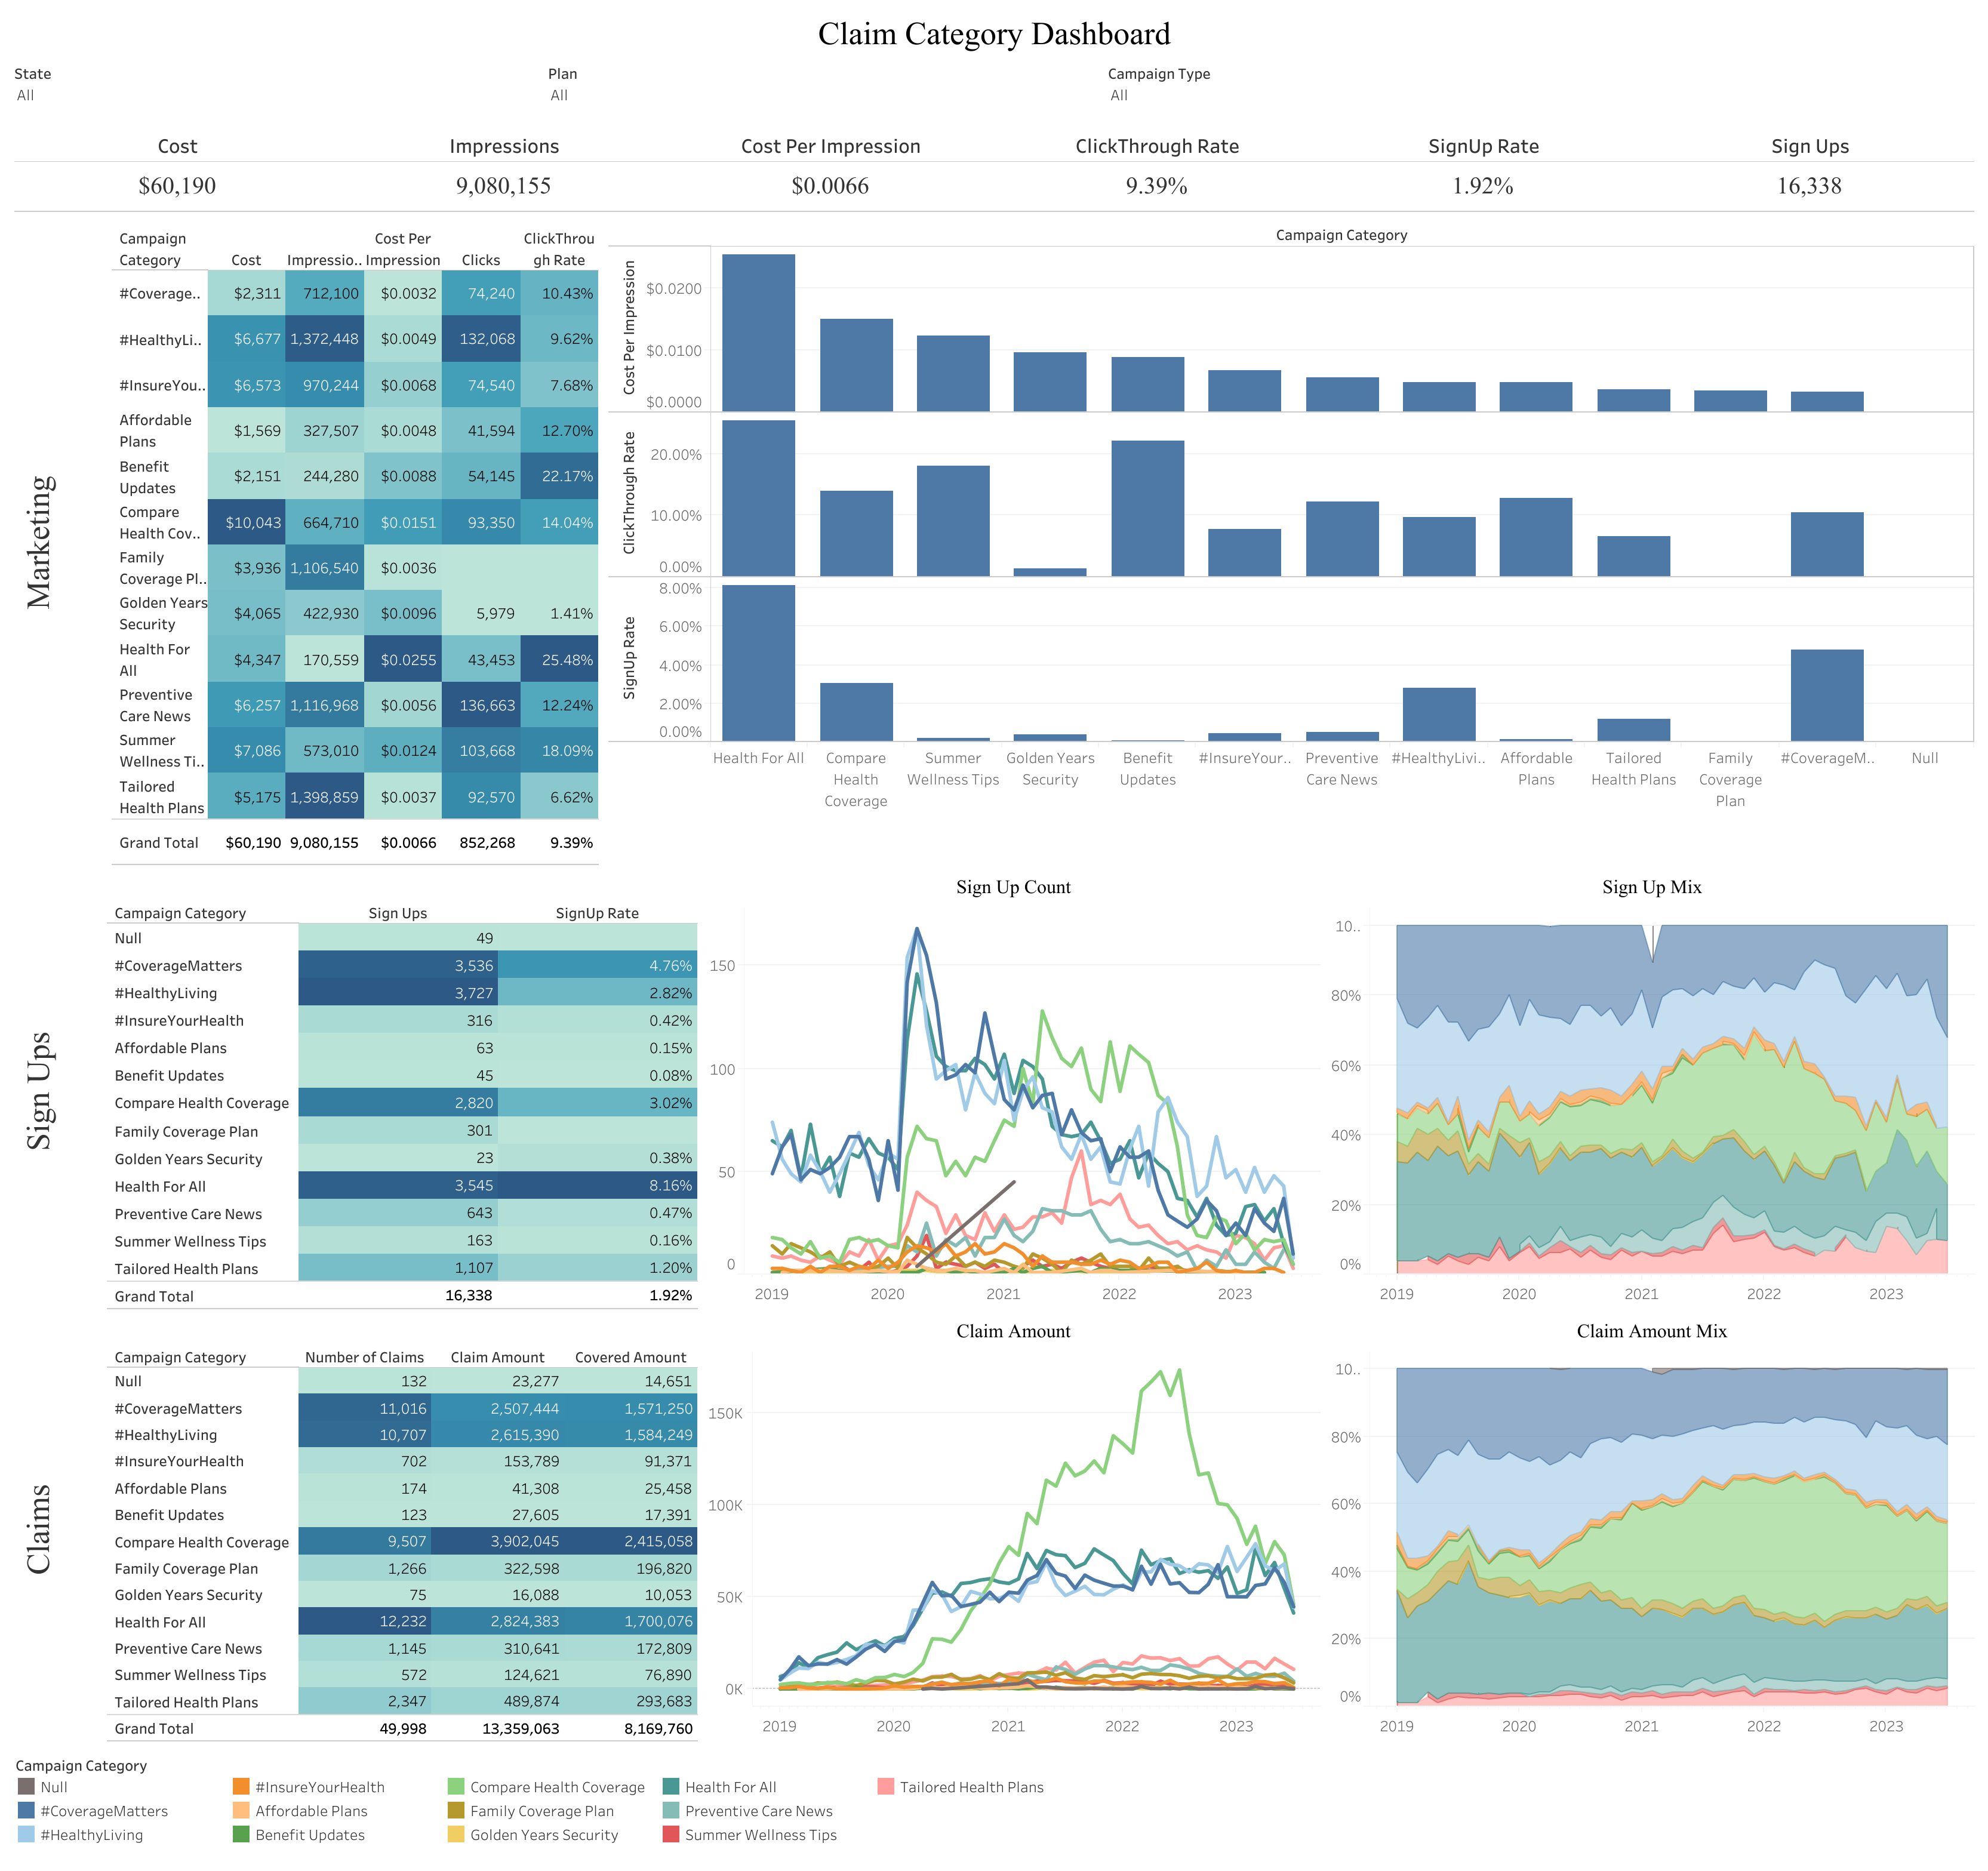 Claim Category Dashboard
State
All
Plan
All
Campaign Type
All
Cost Impressions Cost Per Impression ClickThrough Rate SignUp Rate Sign Ups
$60,190 9,080,155 $0.0066 9.39% 1.92% 16,338
Marketing
Campaign Cost Per ClickThrou
Category Cost Impressio.. Impression Clicks gh Rate
#Coverage.. $2,311 712,100 $0.0032 74,240 10.43%
#HealthyLi.. $6,677 1,372,448 $0.0049 132,068 9.62%
#InsureYou.. $6,573 970,244 $0.0068 74,540 7.68%
Affordable
Plans $1,569 327,507 $0.0048 41,594 12.70%
Benefit
Updates $2,151 244,280 $0.0088 54,145 22.17%
Compare
Health Cov.. $10,043 664,710 $0.0151 93,350 14.04%
Family
Coverage Pl.. $3,936 1,106,540 $0.0036
Golden Years
Security $4,065 422,930 $0.0096 5,979 1.41%
Health For
All $4,347 170,559 $0.0255 43,453 25.48%
Preventive
Care News $6,257 1,116,968 $0.0056 136,663 12.24%
Summer
Wellness Ti.. $7,086 573,010 $0.0124 103,668 18.09%
Tailored
Health Plans $5,175 1,398,859 $0.0037 92,570 6.62%
Grand Total $60,190 9,080,155 $0.0066 852,268 9.39%
Campaign Category
Cost Per Impression
$0.0200
$0.0100
$0.0000
ClickThrough Rate
20.00%
10.00%
0.00%
SignUp Rate
8.00%
6.00%
4.00%
2.00%
0.00%
Health For All
Compare
Health
Coverage
Summer
Wellness Tips
Golden Years
Security
Benefit
Updates
#InsureYour..
Preventive
Care News
#HealthyLivi..
Affordable
Plans
Tailored
Health Plans
Family
Coverage
Plan
#CoverageM..
Null
Sign Ups
Campaign Category Sign Ups SignUp Rate
Null 49
#CoverageMatters 3,536 4.76%
#HealthyLiving 3,727 2.82%
#InsureYourHealth 316 0.42%
Affordable Plans 63 0.15%
Benefit Updates 45 0.08%
Compare Health Coverage 2,820 3.02%
Family Coverage Plan 301
Golden Years Security 23 0.38%
Health For All 3,545 8.16%
Preventive Care News 643 0.47%
Summer Wellness Tips 163 0.16%
Tailored Health Plans 1,107 1.20%
Grand Total 16,338 1.92%
Sign Up Count
150
100
50
0
2019 2020 2021 2022 2023
Sign Up Mix
10..
80%
60%
40%
20%
0%
2019 2020 2021 2022 2023
Claims
Campaign Category Number of Claims Claim Amount Covered Amount
Null 132 23,277 14,651
#CoverageMatters 11,016 2,507,444 1,571,250
#HealthyLiving 10,707 2,615,390 1,584,249
#InsureYourHealth 702 153,789 91,371
Affordable Plans 174 41,308 25,458
Benefit Updates 123 27,605 17,391
Compare Health Coverage 9,507 3,902,045 2,415,058
Family Coverage Plan 1,266 322,598 196,820
Golden Years Security 75 16,088 10,053
Health For All 12,232 2,824,383 1,700,076
Preventive Care News 1,145 310,641 172,809
Summer Wellness Tips 572 124,621 76,890
Tailored Health Plans 2,347 489,874 293,683
Grand Total 49,998 13,359,063 8,169,760
Claim Amount
150K
100K
50K
0K
2019 2020 2021 2022 2023
Claim Amount Mix
10..
80%
60%
40%
20%
0%
2019 2020 2021 2022 2023
Campaign Category
Null #InsureYourHealth Compare Health Coverage Health For All Tailored Health Plans
#CoverageMatters Affordable Plans Family Coverage Plan Preventive Care News
#HealthyLiving Benefit Updates Golden Years Security Summer Wellness Tips